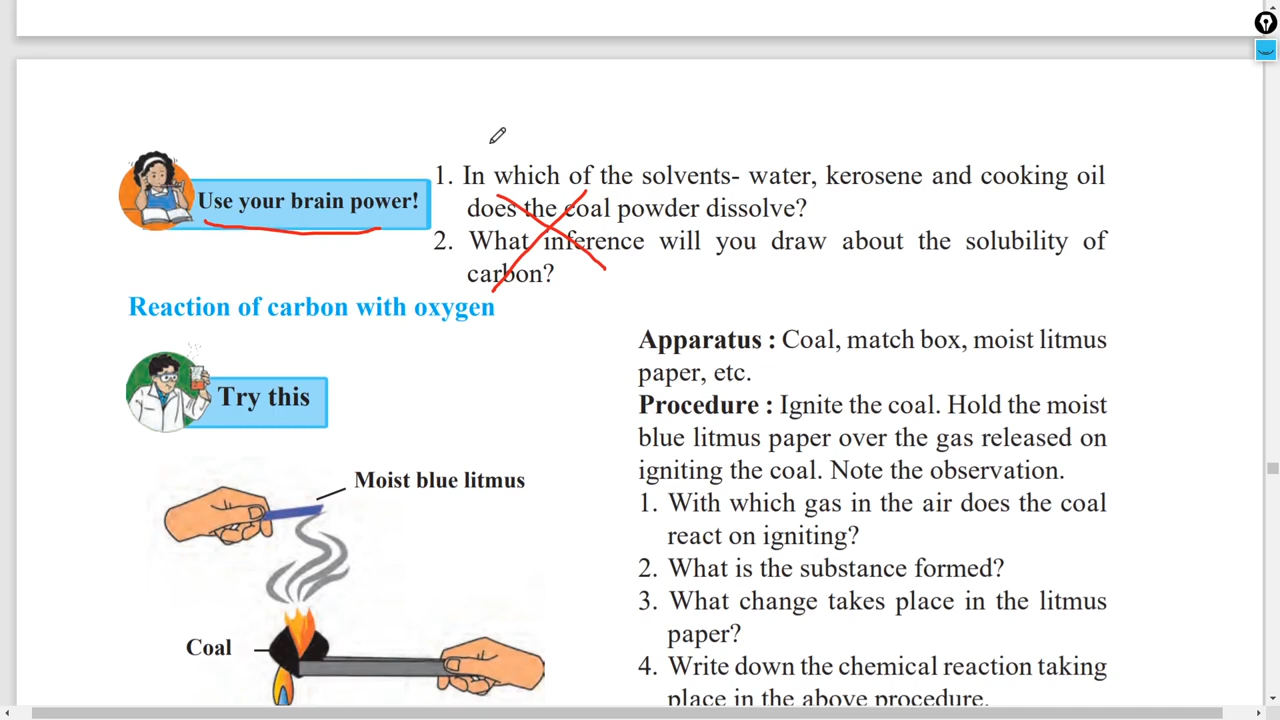 Use your brain power!
1. In which of the solvents- water, kerosene and cooking oil
does the coal powder dissolve?
2. What inference will you draw about the solubility of
carbon?
Reaction of carbon with oxygen
Try this
Moist blue litmus
Coal
Apparatus : Coal, match box, moist litmus
paper, etc.
Procedure : Ignite the coal. Hold the moist
blue litmus paper over the gas released on
igniting the coal. Note the observation.
1. With which gas in the air does the coal
react on igniting?
2. What is the substance formed?
3. What change takes place in the litmus
paper?
4. Write down the chemical reaction taking
place in the above procedure.